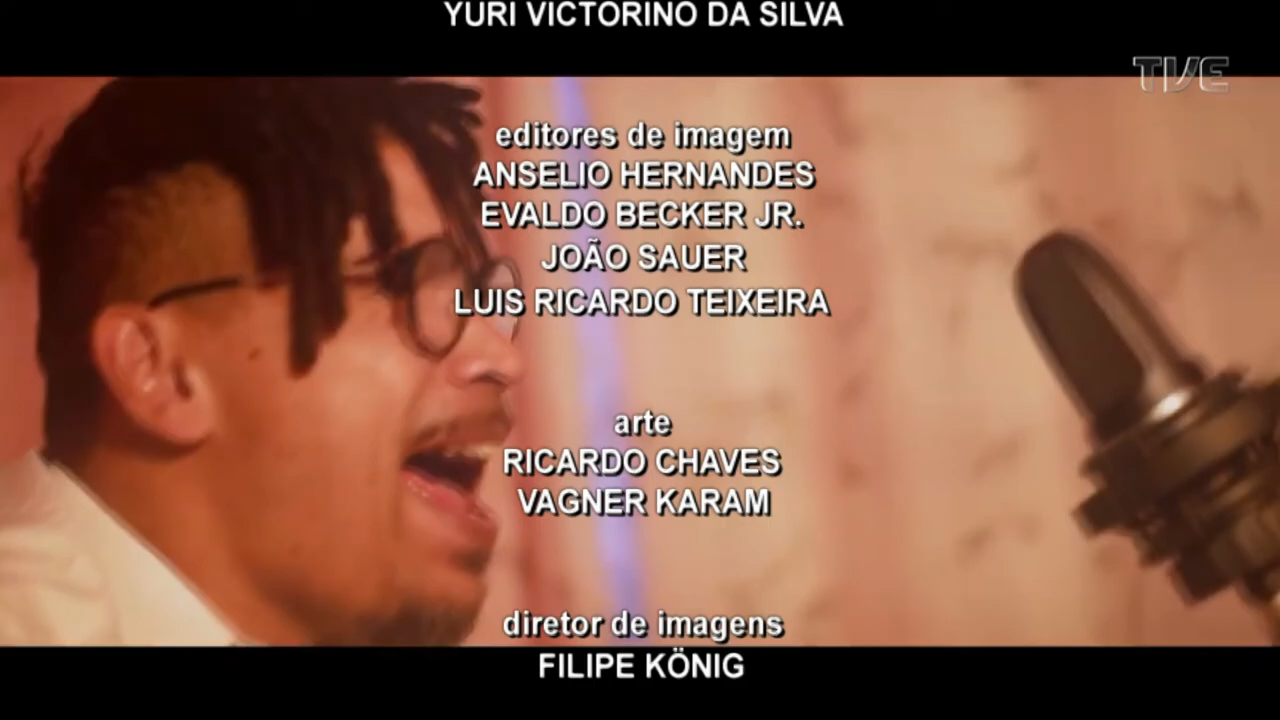 YURI VICTORINO DA SILVA
TVE
editores de imagem
ANSELIO HERNANDES
EVALDO BECKER JR.
JOÃO SAUER
LUIS RICARDO TEIXEIRA
arte
RICARDO CHAVES
VAGNER KARAM
diretor de imagens
FILIPE KÖNIG